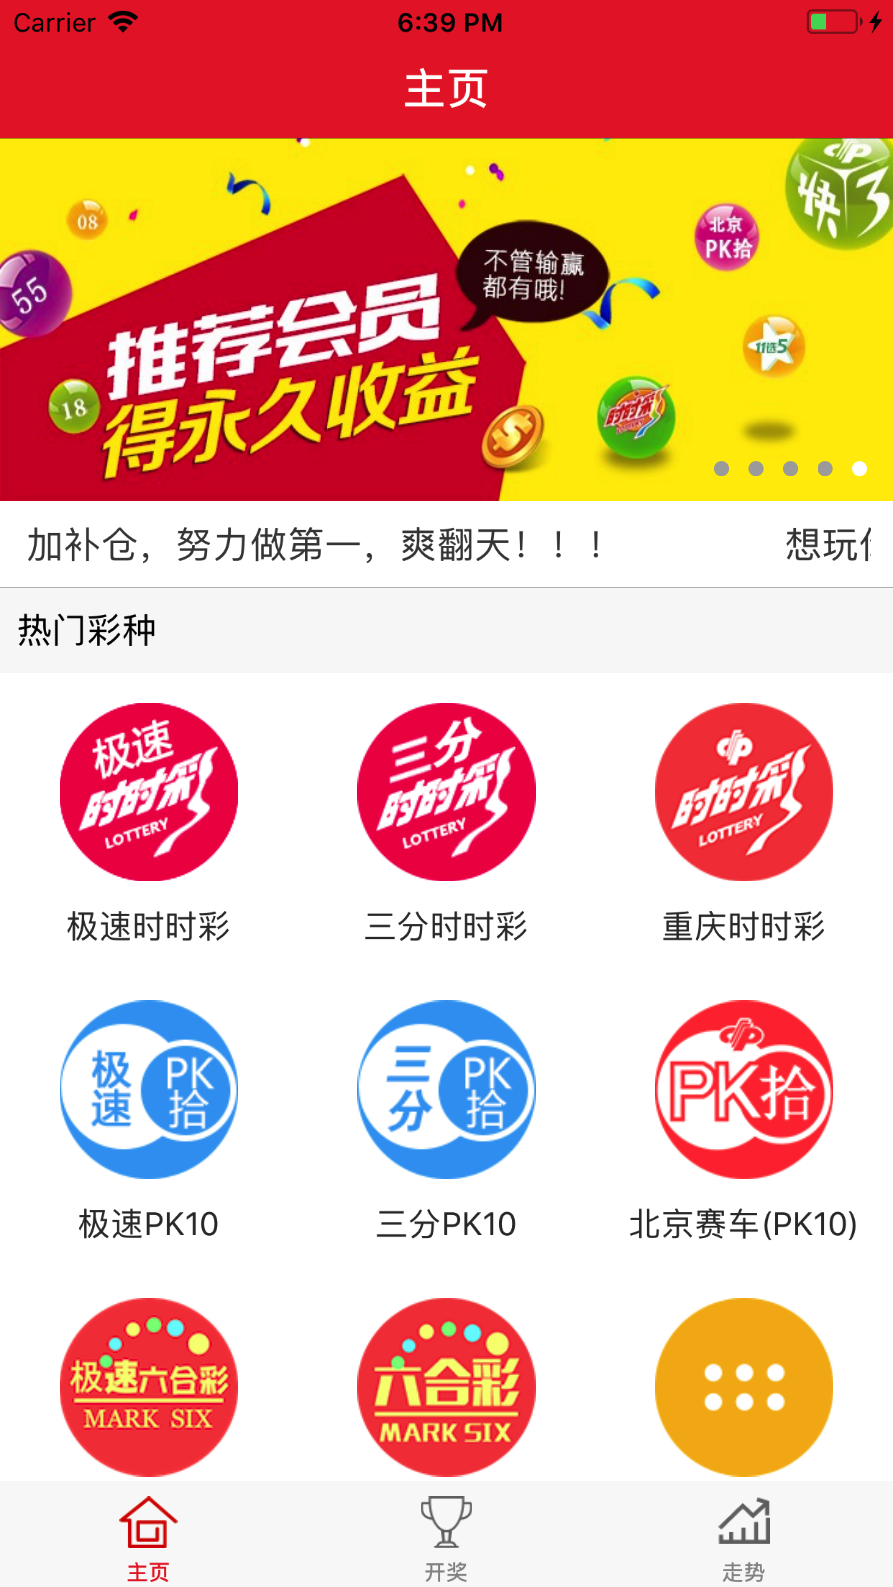 Carrier 6:39 PM
主页
快3
08
北京
PK拾
不管输赢
都有哦!
55
推荐会员
11选5
18
得永久收益
时时彩
加补仓，努力做第一，爽翻天！！！ 想玩
热门彩种
极速 三分
时时彩 时时彩 时时彩
LOTTERY LOTTERY LOTTERY
极速时时彩 三分时时彩 重庆时时彩
极速 PK拾 三分 PK拾 PK拾
极速PK10 三分PK10 北京赛车(PK10)
极速六合彩 六合彩
MARK SIX MARK SIX
主页 开奖 走势